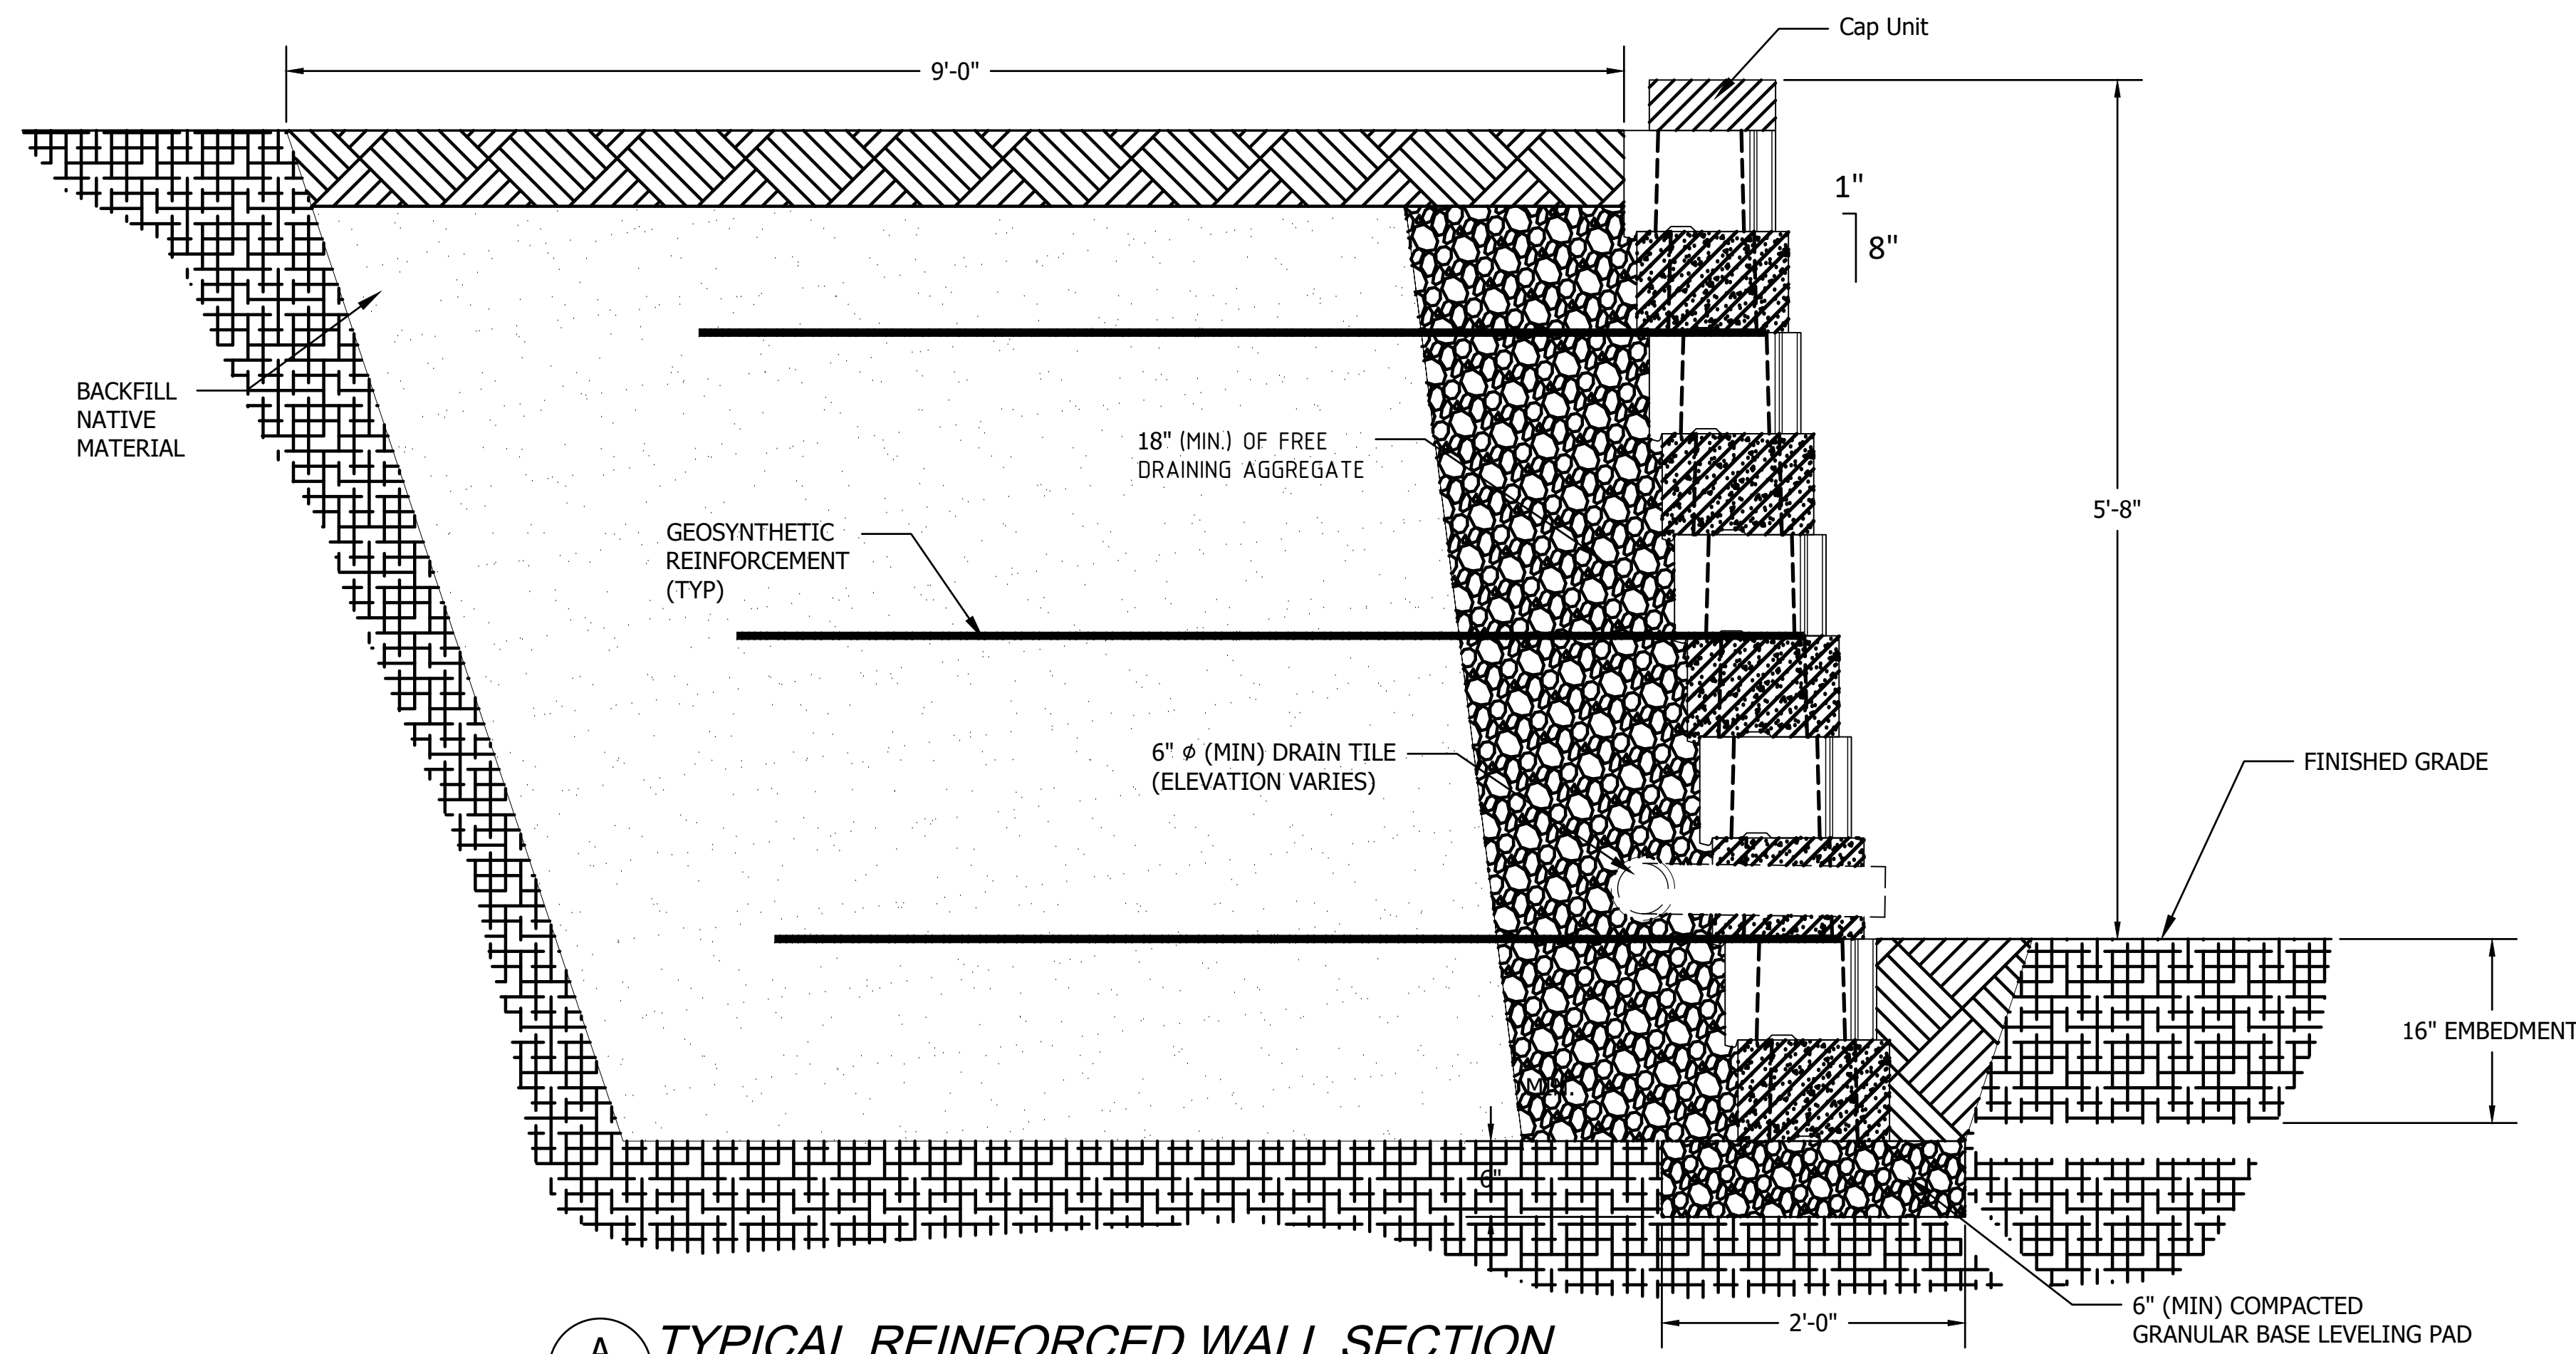 Cap Unit
9'-0"
1"
8"
BACKFILL
NATIVE
MATERIAL
18" (MIN.) OF FREE
DRAINING AGGREGATE
5'-8"
GEOSYNTHETIC
REINFORCEMENT
(TYP)
6" ø (MIN) DRAIN TILE
(ELEVATION VARIES)
FINISHED GRADE
16" EMBEDMENT
6"
2'-0"
6" (MIN) COMPACTED
GRANULAR BASE LEVELING PAD
A
TYPICAL REINFORCED WALL SECTION